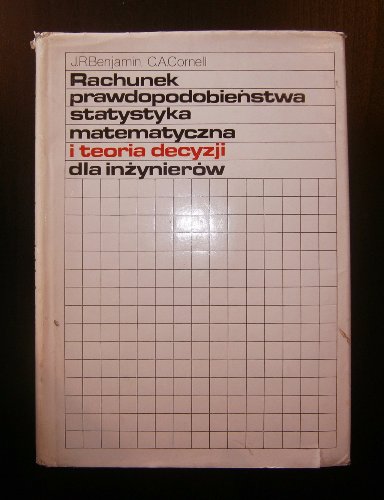 J.R.Benjamin, C.A.Cornell
Rachunek
prawdopodobieństwa
statystyka
matematyczna
i teoria decyzji
dla inżynierów